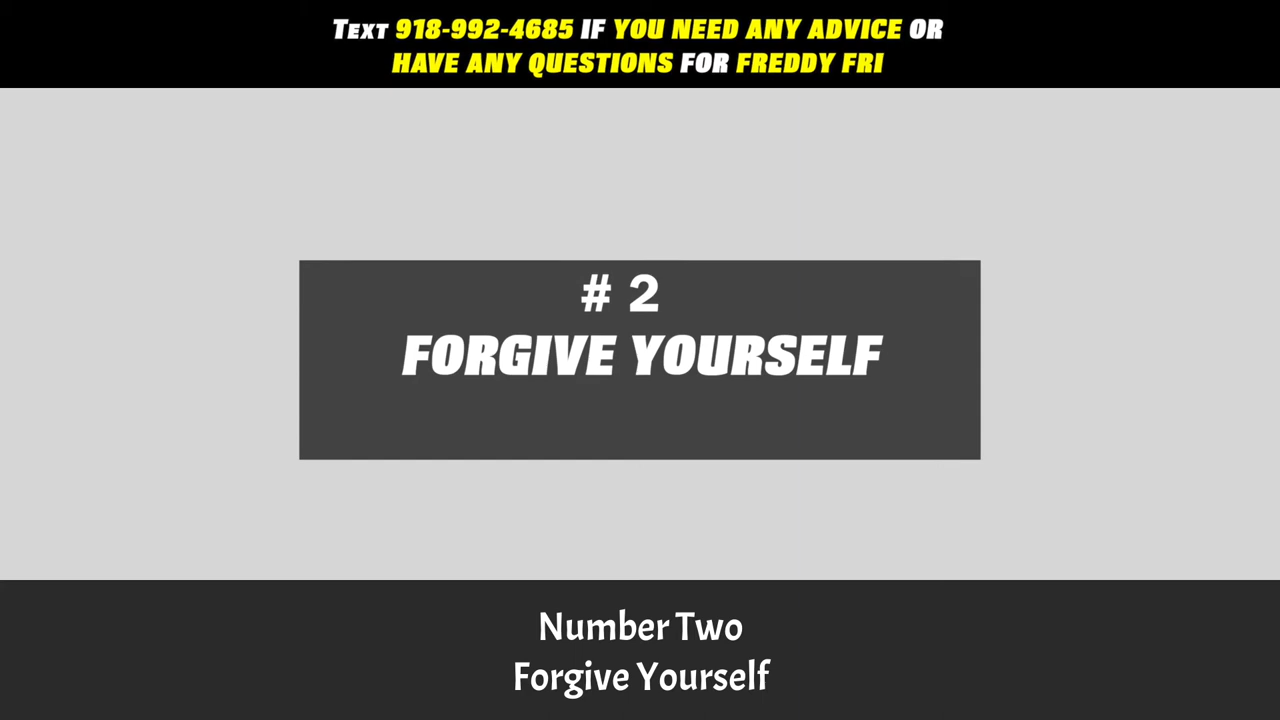 Text 918-992-4685 IF YOU NEED ANY ADVICE OR
HAVE ANY QUESTIONS FOR FREDDY FRI
# 2
FORGIVE YOURSELF
Number Two
Forgive Yourself